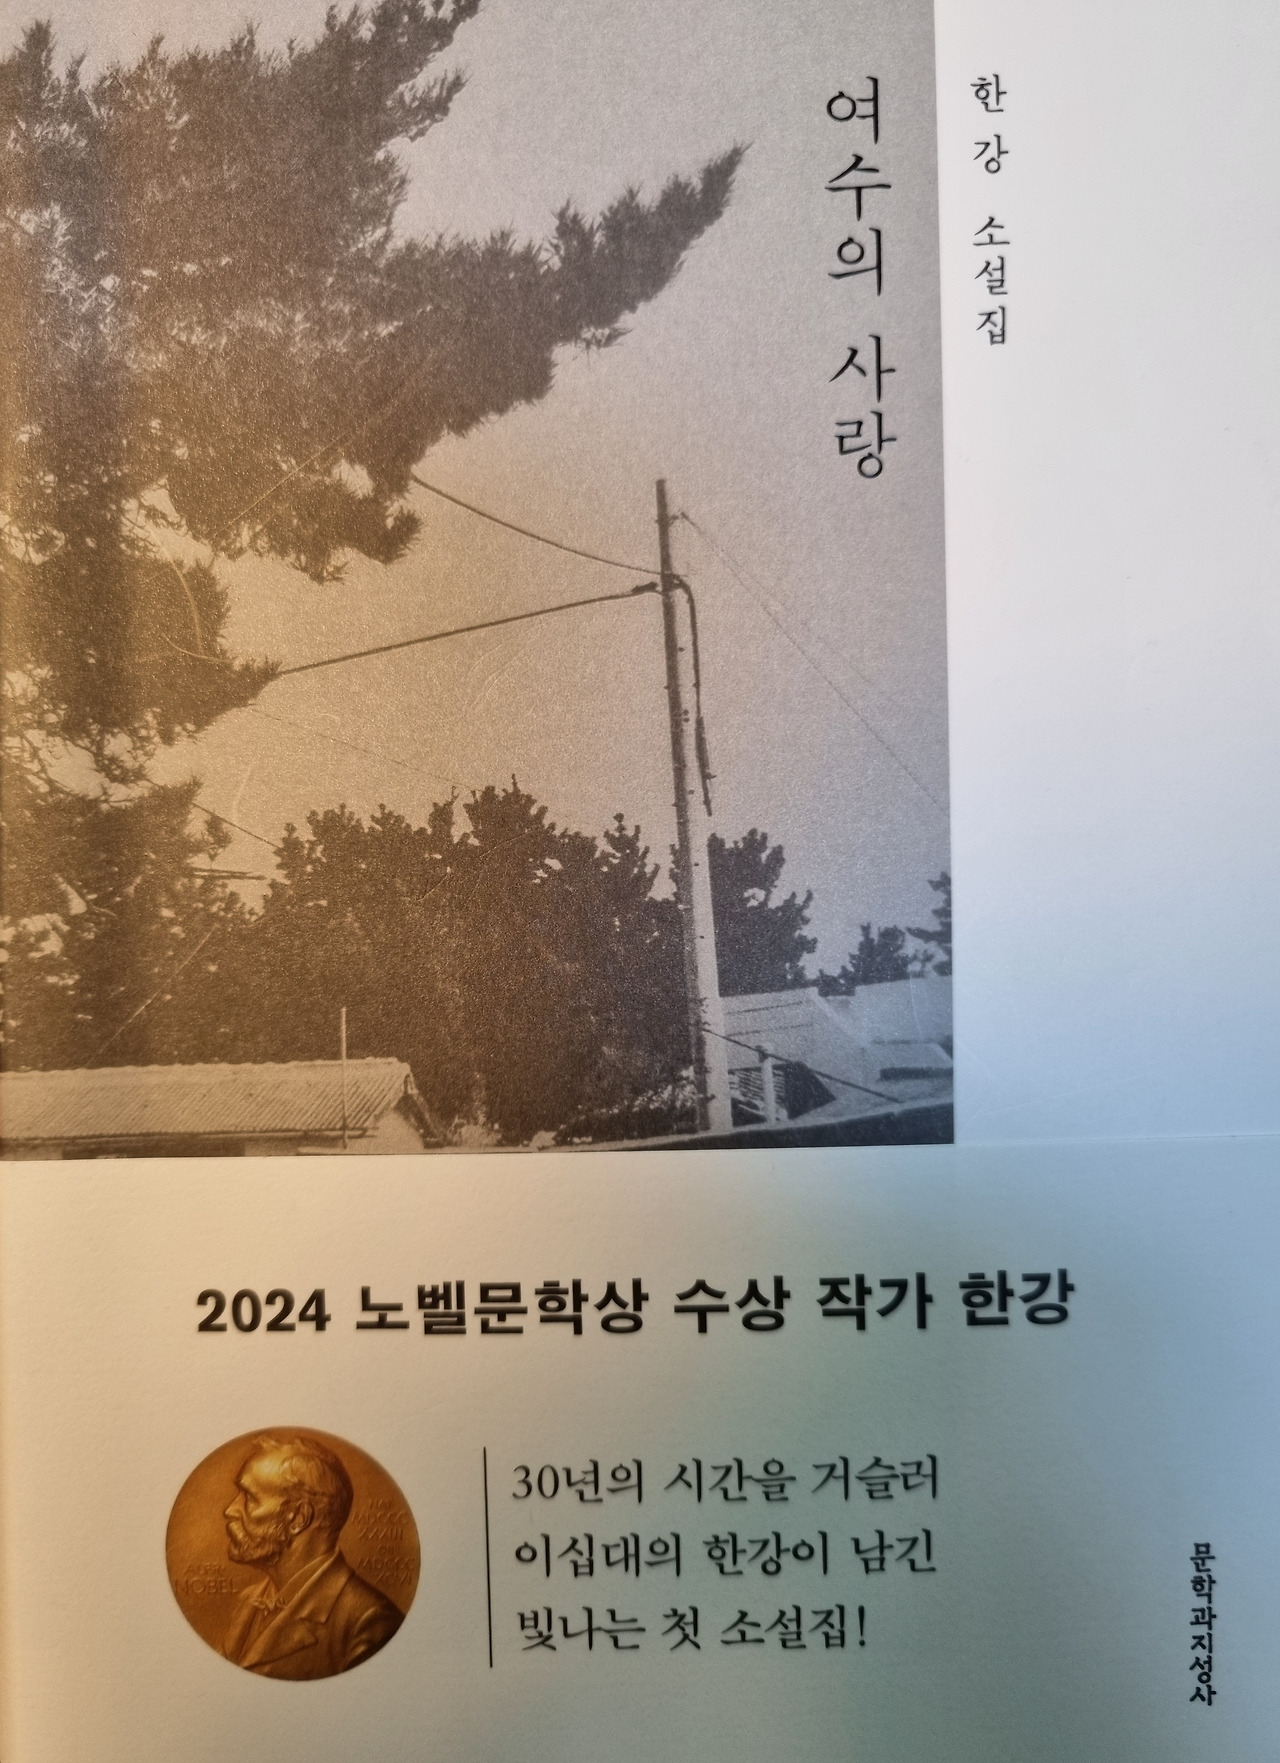 여수의 사랑
한강 소설집
2024 노벨문학상 수상 작가 한강
30년의 시간을 거슬러
이십대의 한강이 남긴
빛나는 첫 소설집!
NOBEL
문학과지성사